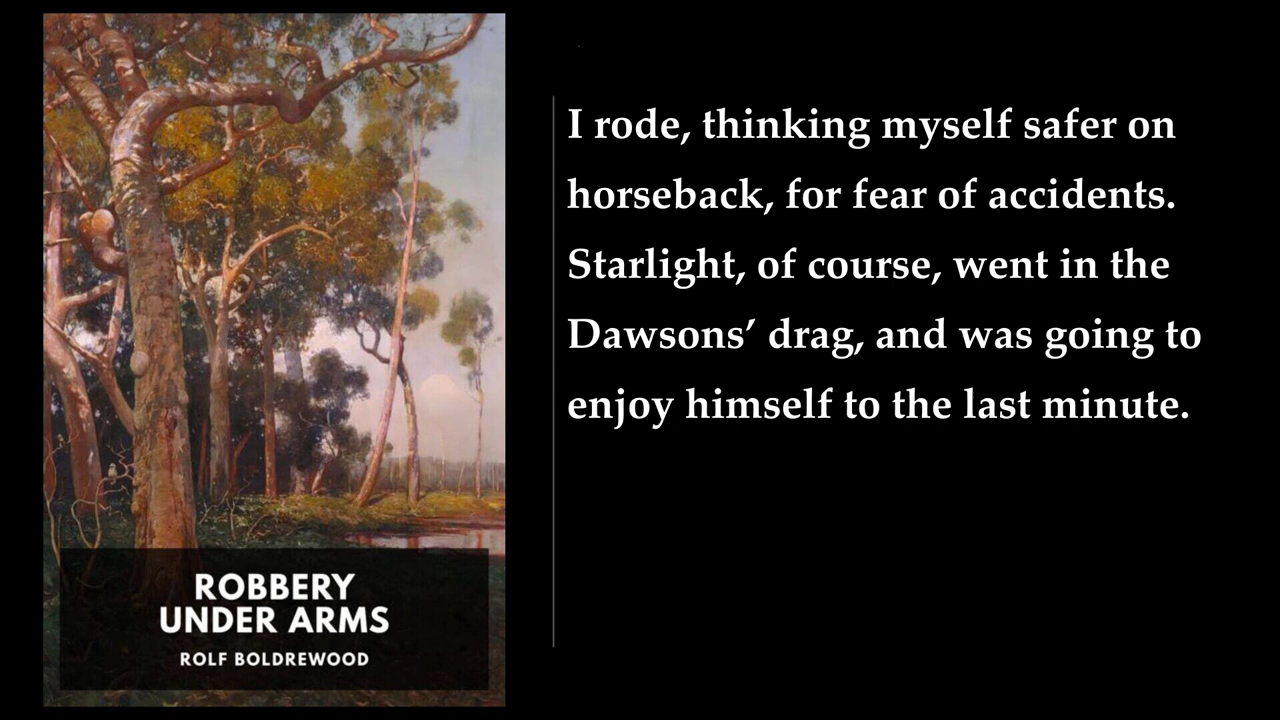 I rode, thinking myself safer on
horseback, for fear of accidents.
Starlight, of course, went in the
Dawsons’ drag, and was going to
enjoy himself to the last minute.
ROBBERY
UNDER ARMS
ROLF BOLDREWOOD